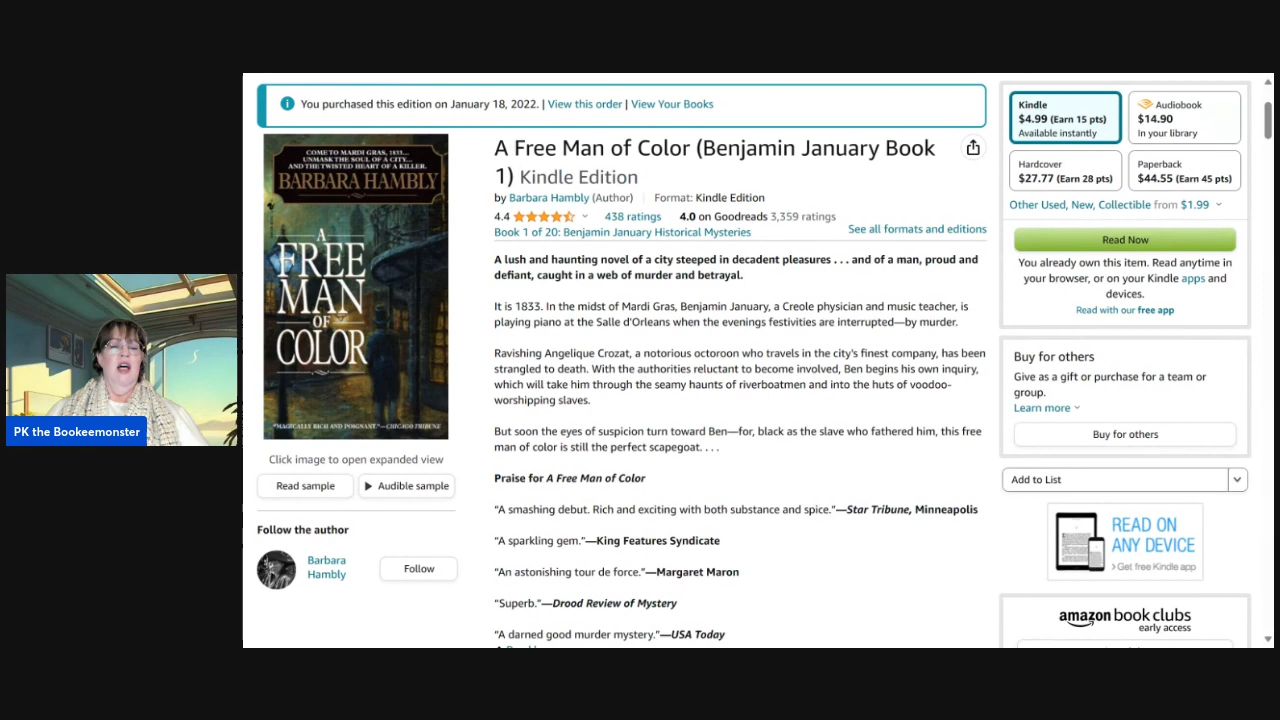 You purchased this edition on January 18, 2022. | View this order | View Your Books
COME TO MARDI GRAS, 1833...
UNMASK THE SOUL OF A CITY...
AND THE TWISTED HEART OF A KILLER.
BARBARA HAMBLY
A
FREE
MAN
OF
COLOR
"MAGICALLY RICH AND POIGNANT."—CHICAGO TRIBUNE
Click image to open expanded view
Read sample
Audible sample
Follow the author
Barbara
Hambly
Follow
A Free Man of Color (Benjamin January Book
1) Kindle Edition
by Barbara Hambly (Author) | Format: Kindle Edition
4.4 438 ratings 4.0 on Goodreads 3,359 ratings
Book 1 of 20: Benjamin January Historical Mysteries
See all formats and editions
A lush and haunting novel of a city steeped in decadent pleasures . . . and of a man, proud and
defiant, caught in a web of murder and betrayal.
It is 1833. In the midst of Mardi Gras, Benjamin January, a Creole physician and music teacher, is
playing piano at the Salle d'Orleans when the evenings festivities are interrupted—by murder.
Ravishing Angelique Crozat, a notorious octoroon who travels in the city's finest company, has been
strangled to death. With the authorities reluctant to become involved, Ben begins his own inquiry,
which will take him through the seamy haunts of riverboatmen and into the huts of voodoo-
worshipping slaves.
But soon the eyes of suspicion turn toward Ben—for, black as the slave who fathered him, this free
man of color is still the perfect scapegoat. . . .
Praise for A Free Man of Color
"A smashing debut. Rich and exciting with both substance and spice."—Star Tribune, Minneapolis
"A sparkling gem."—King Features Syndicate
"An astonishing tour de force."—Margaret Maron
"Superb."—Drood Review of Mystery
"A darned good murder mystery."—USA Today
Kindle
$4.99 (Earn 15 pts)
Available instantly
Audiobook
$14.90
In your library
Hardcover
$27.77 (Earn 28 pts)
Paperback
$44.55 (Earn 45 pts)
Other Used, New, Collectible from $1.99
Read Now
You already own this item. Read anytime in
your browser, or on your Kindle apps and
devices.
Read with our free app
Buy for others
Give as a gift or purchase for a team or
group.
Learn more
Buy for others
Add to List
READ ON
ANY DEVICE
› Get free Kindle app
amazon book clubs
early access
PK the Bookeemonster